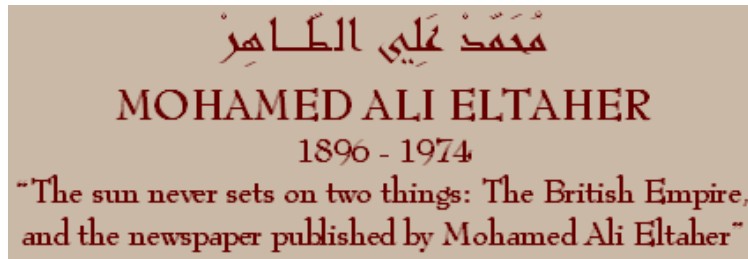 مُحَمَّدْ عَلِي الطَّـاهِرْ
MOHAMED ALI ELTAHER
1896 - 1974
"The sun never sets on two things: The British Empire,
and the newspaper published by Mohamed Ali Eltaher"